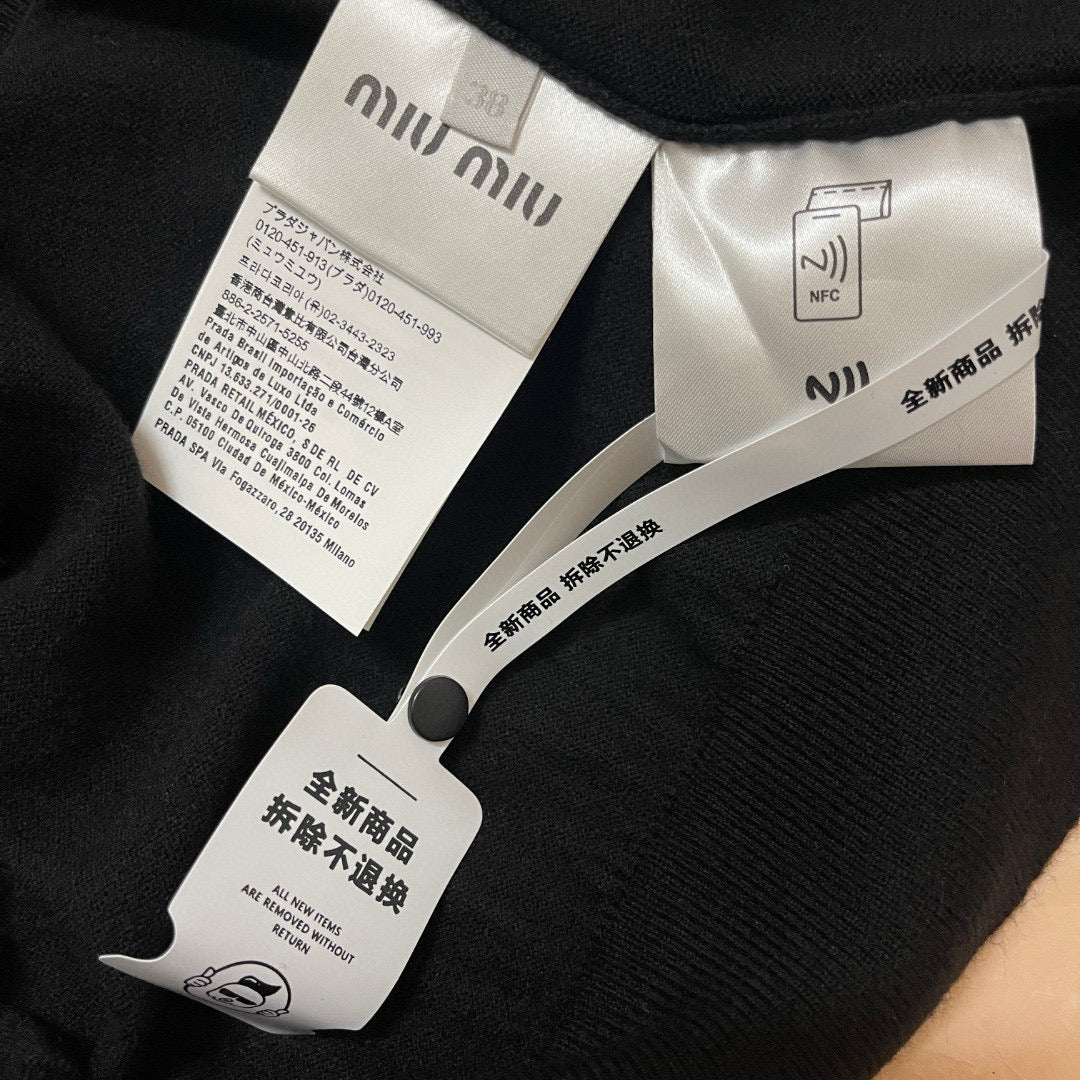 38
MIU MIU
プラダジャパン株式会社
0120-451-913(プラダ)0120-451-993
(ミュウミュウ)
프라다코리아(유)02-3443-2323
香港商台灣拿比有限公司台灣分公司
886-2-2571-5255
臺北市中山區中山北路二段44號12樓A室
Prada Brasil Importação e Comércio
de Artigos de Luxo Ltda
CNPJ 13.633.271/0001-26
PRADA RETAIL MÉXICO, S DE RL DE CV
AV. Vasco De Quiroga 3800 Col. Lomas
De Vista Hermosa Cuajimalpa De Morelos
C.P. 05100 Ciudad De México-México
PRADA SPA Via Fogazzaro, 28 20135 Milano
NFC
全新商品 拆除
全新商品 拆除不退换
全新商品
拆除不退换
ALL NEW ITEMS
ARE REMOVED WITHOUT
RETURN